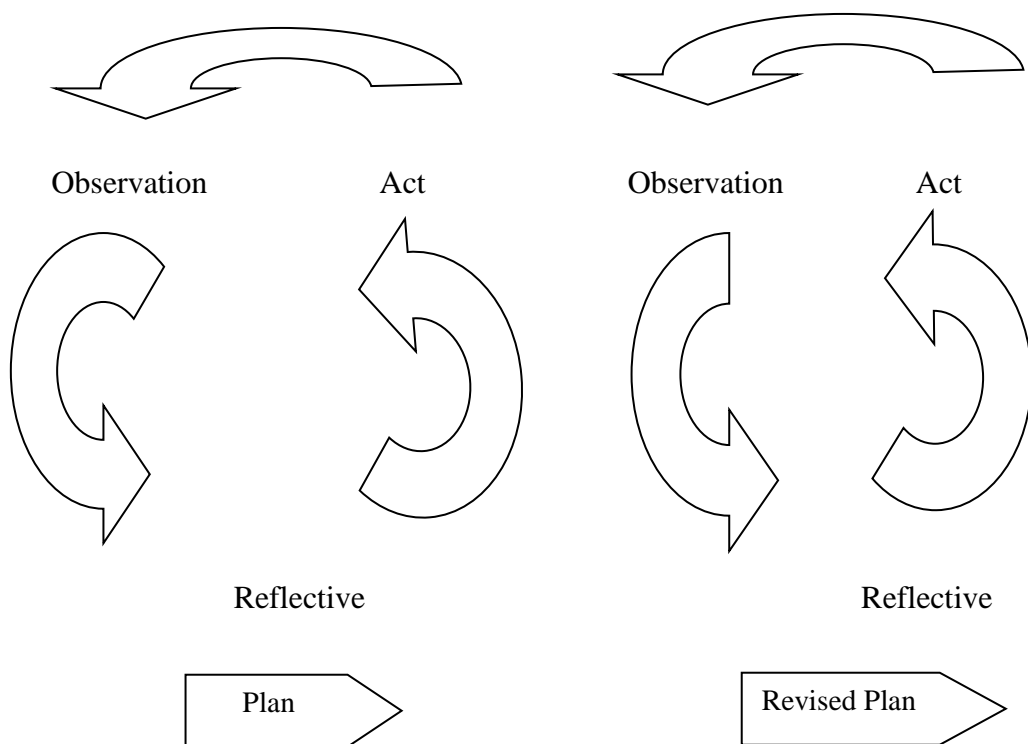 Observation Act Observation Act
Reflective Reflective
Plan Revised Plan